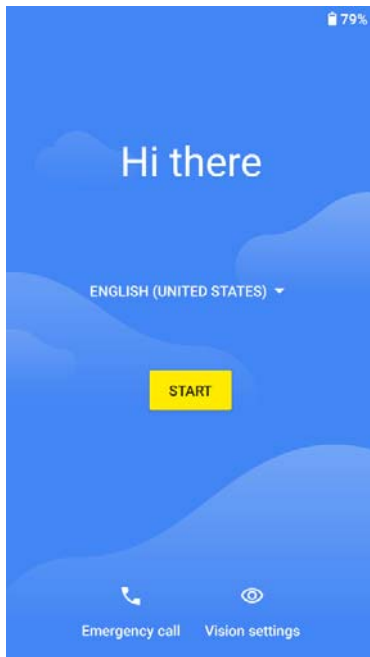 79%
Hi there
ENGLISH (UNITED STATES)
START
Emergency call Vision settings